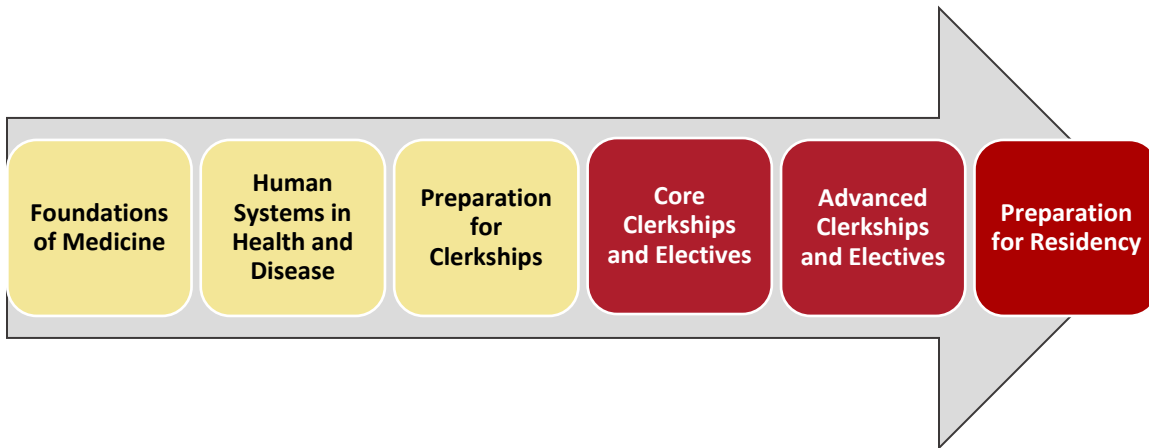 Foundations
of Medicine
Human
Systems in
Health and
Disease
Preparation
for
Clerkships
Core
Clerkships
and Electives
Advanced
Clerkships
and Electives
Preparation
for Residency